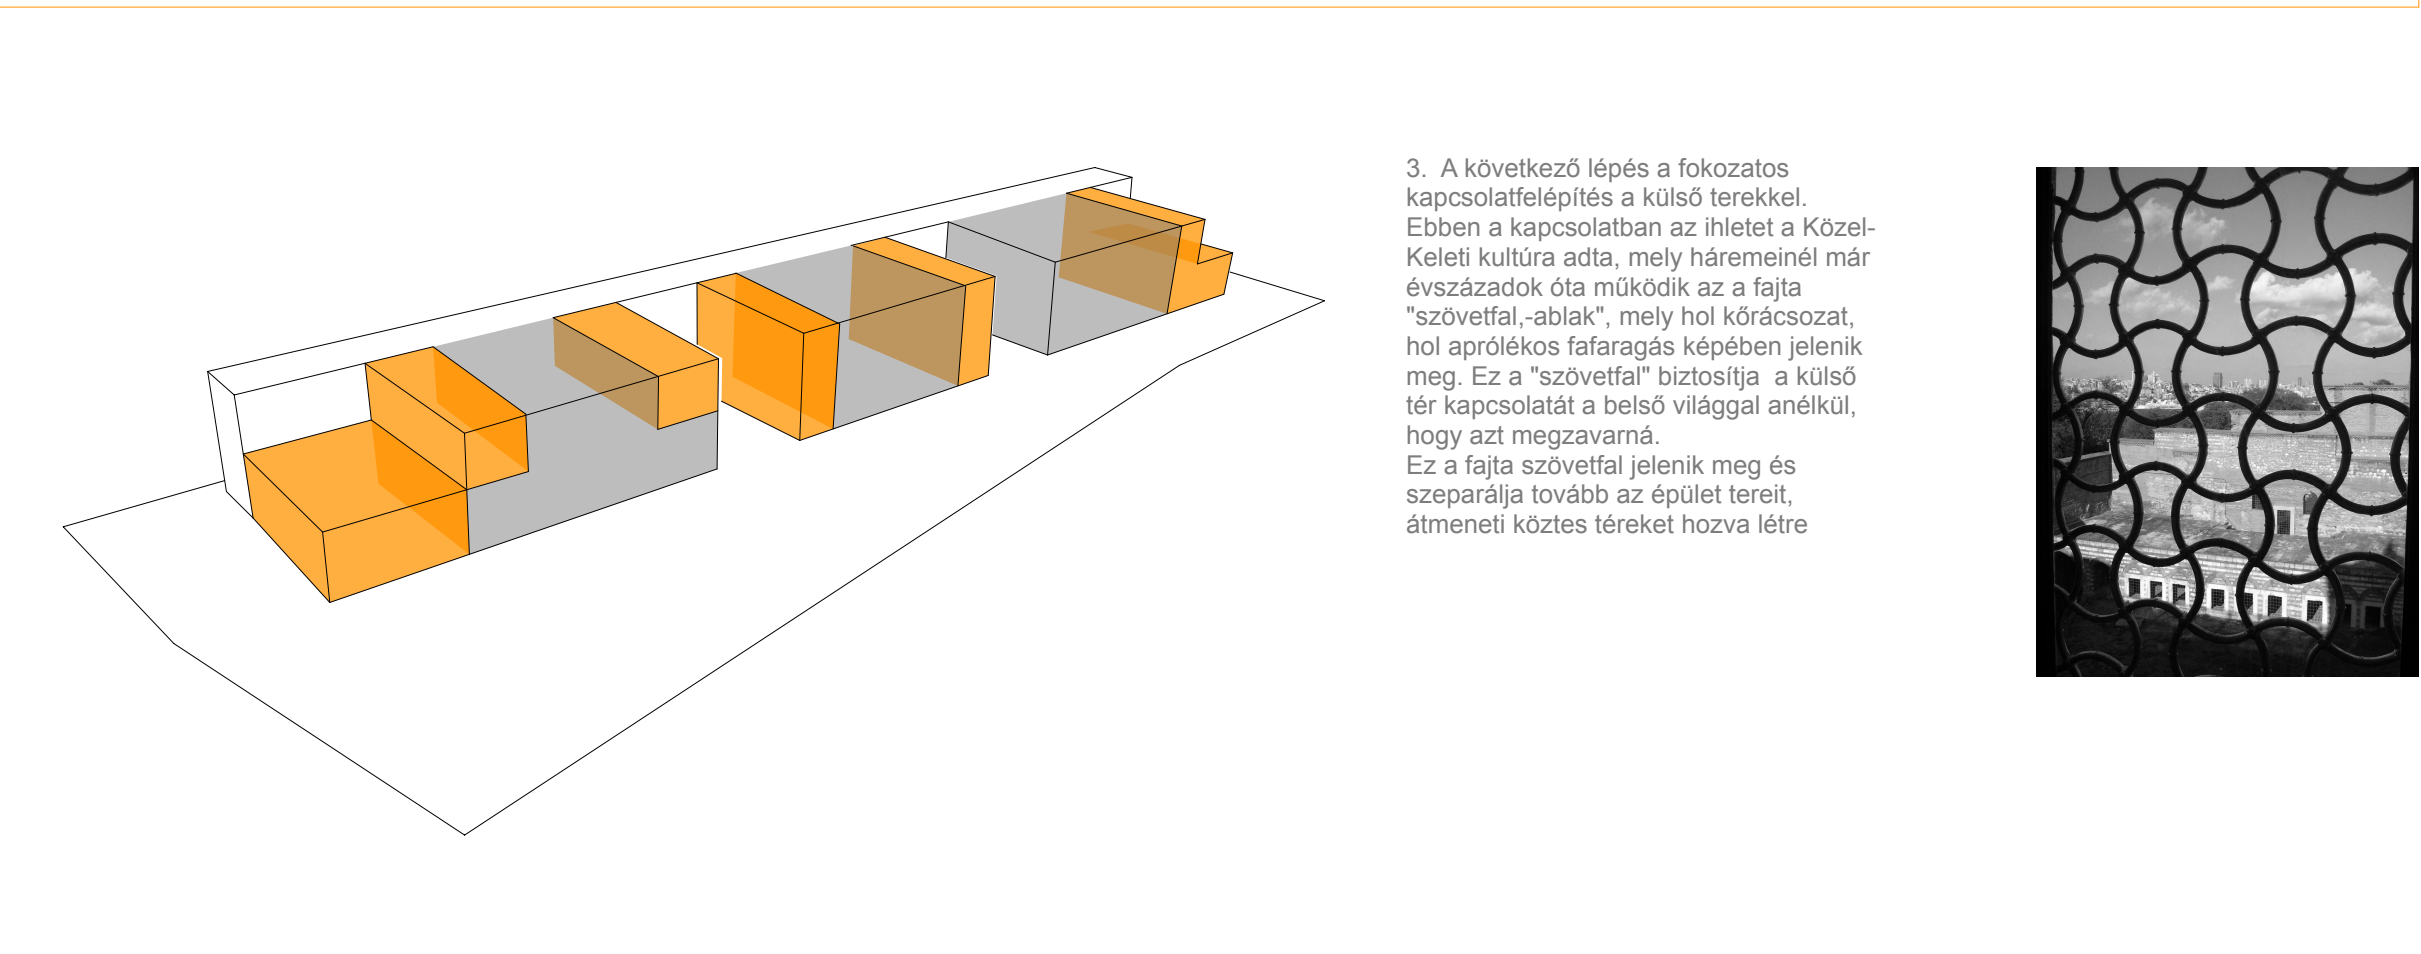 3.  A következő lépés a fokozatos
kapcsolatfelépítés a külső terekkel.
Ebben a kapcsolatban az ihletet a Közel-
Keleti kultúra adta, mely háremeinél már
évszázadok óta működik az a fajta
"szövetfal,-ablak", mely hol kőrácsozat,
hol aprólékos fafaragás képében jelenik
meg. Ez a "szövetfal" biztosítja  a külső
tér kapcsolatát a belső világgal anélkül,
hogy azt megzavarná.
Ez a fajta szövetfal jelenik meg és
szeparálja tovább az épület tereit,
átmeneti köztes téreket hozva létre